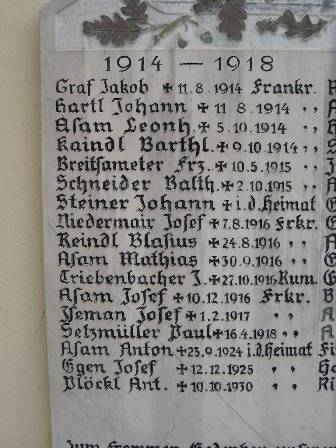 1914 — 1918
Graf Jakob ✠ 11.8.1914 Frankr.
Hartl Johann ✠ 11 8.1914 ,,
Asam Leonh. ✠ 5.10.1914 ,,
Kaindl Barthl. ✠ 9.10.1914 ,,
Breitsameter Frz. ✠ 10.5.1915 ,,
Schneider Balth. ✠ 2.10.1915 ,,
Steiner Johann ✠ i.d.Heimat
Niedermair Josef ✠ 7.8.1916 Frkr.
Reindl Blasius ✠ 24.8.1916 ,,
Asam Mathias ✠ 30.9.1916 ,,
Triebenbacher J. ✠ 27.10.1916 Rum.
Asam Josef ✠ 10.12.1916 Frkr.
Iseman Josef ✠ 1.2.1917 ,,
Setzmüller Paul ✠ 16.4.1918 ,,
Asam Anton ✠ 23.9.1924 i.d.Heimat
Egen Josef ✠ 12.12.1925 ,,
Plöckl Ant. ✠ 10.10.1930 ,,